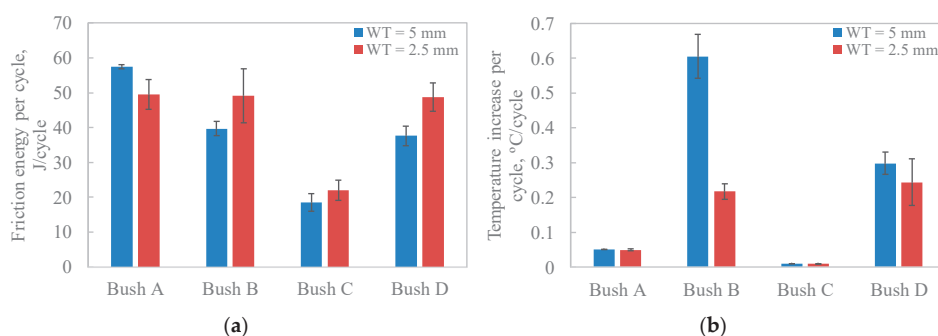 70
60
50
40
30
20
10
0
Friction energy per cycle,
J/cycle
WT = 5 mm
WT = 2.5 mm
Bush A Bush B Bush C Bush D
(a)
0.7
0.6
0.5
0.4
0.3
0.2
0.1
0
Temperature increase per
cycle, °C/cycle
WT = 5 mm
WT = 2.5 mm
Bush A Bush B Bush C Bush D
(b)